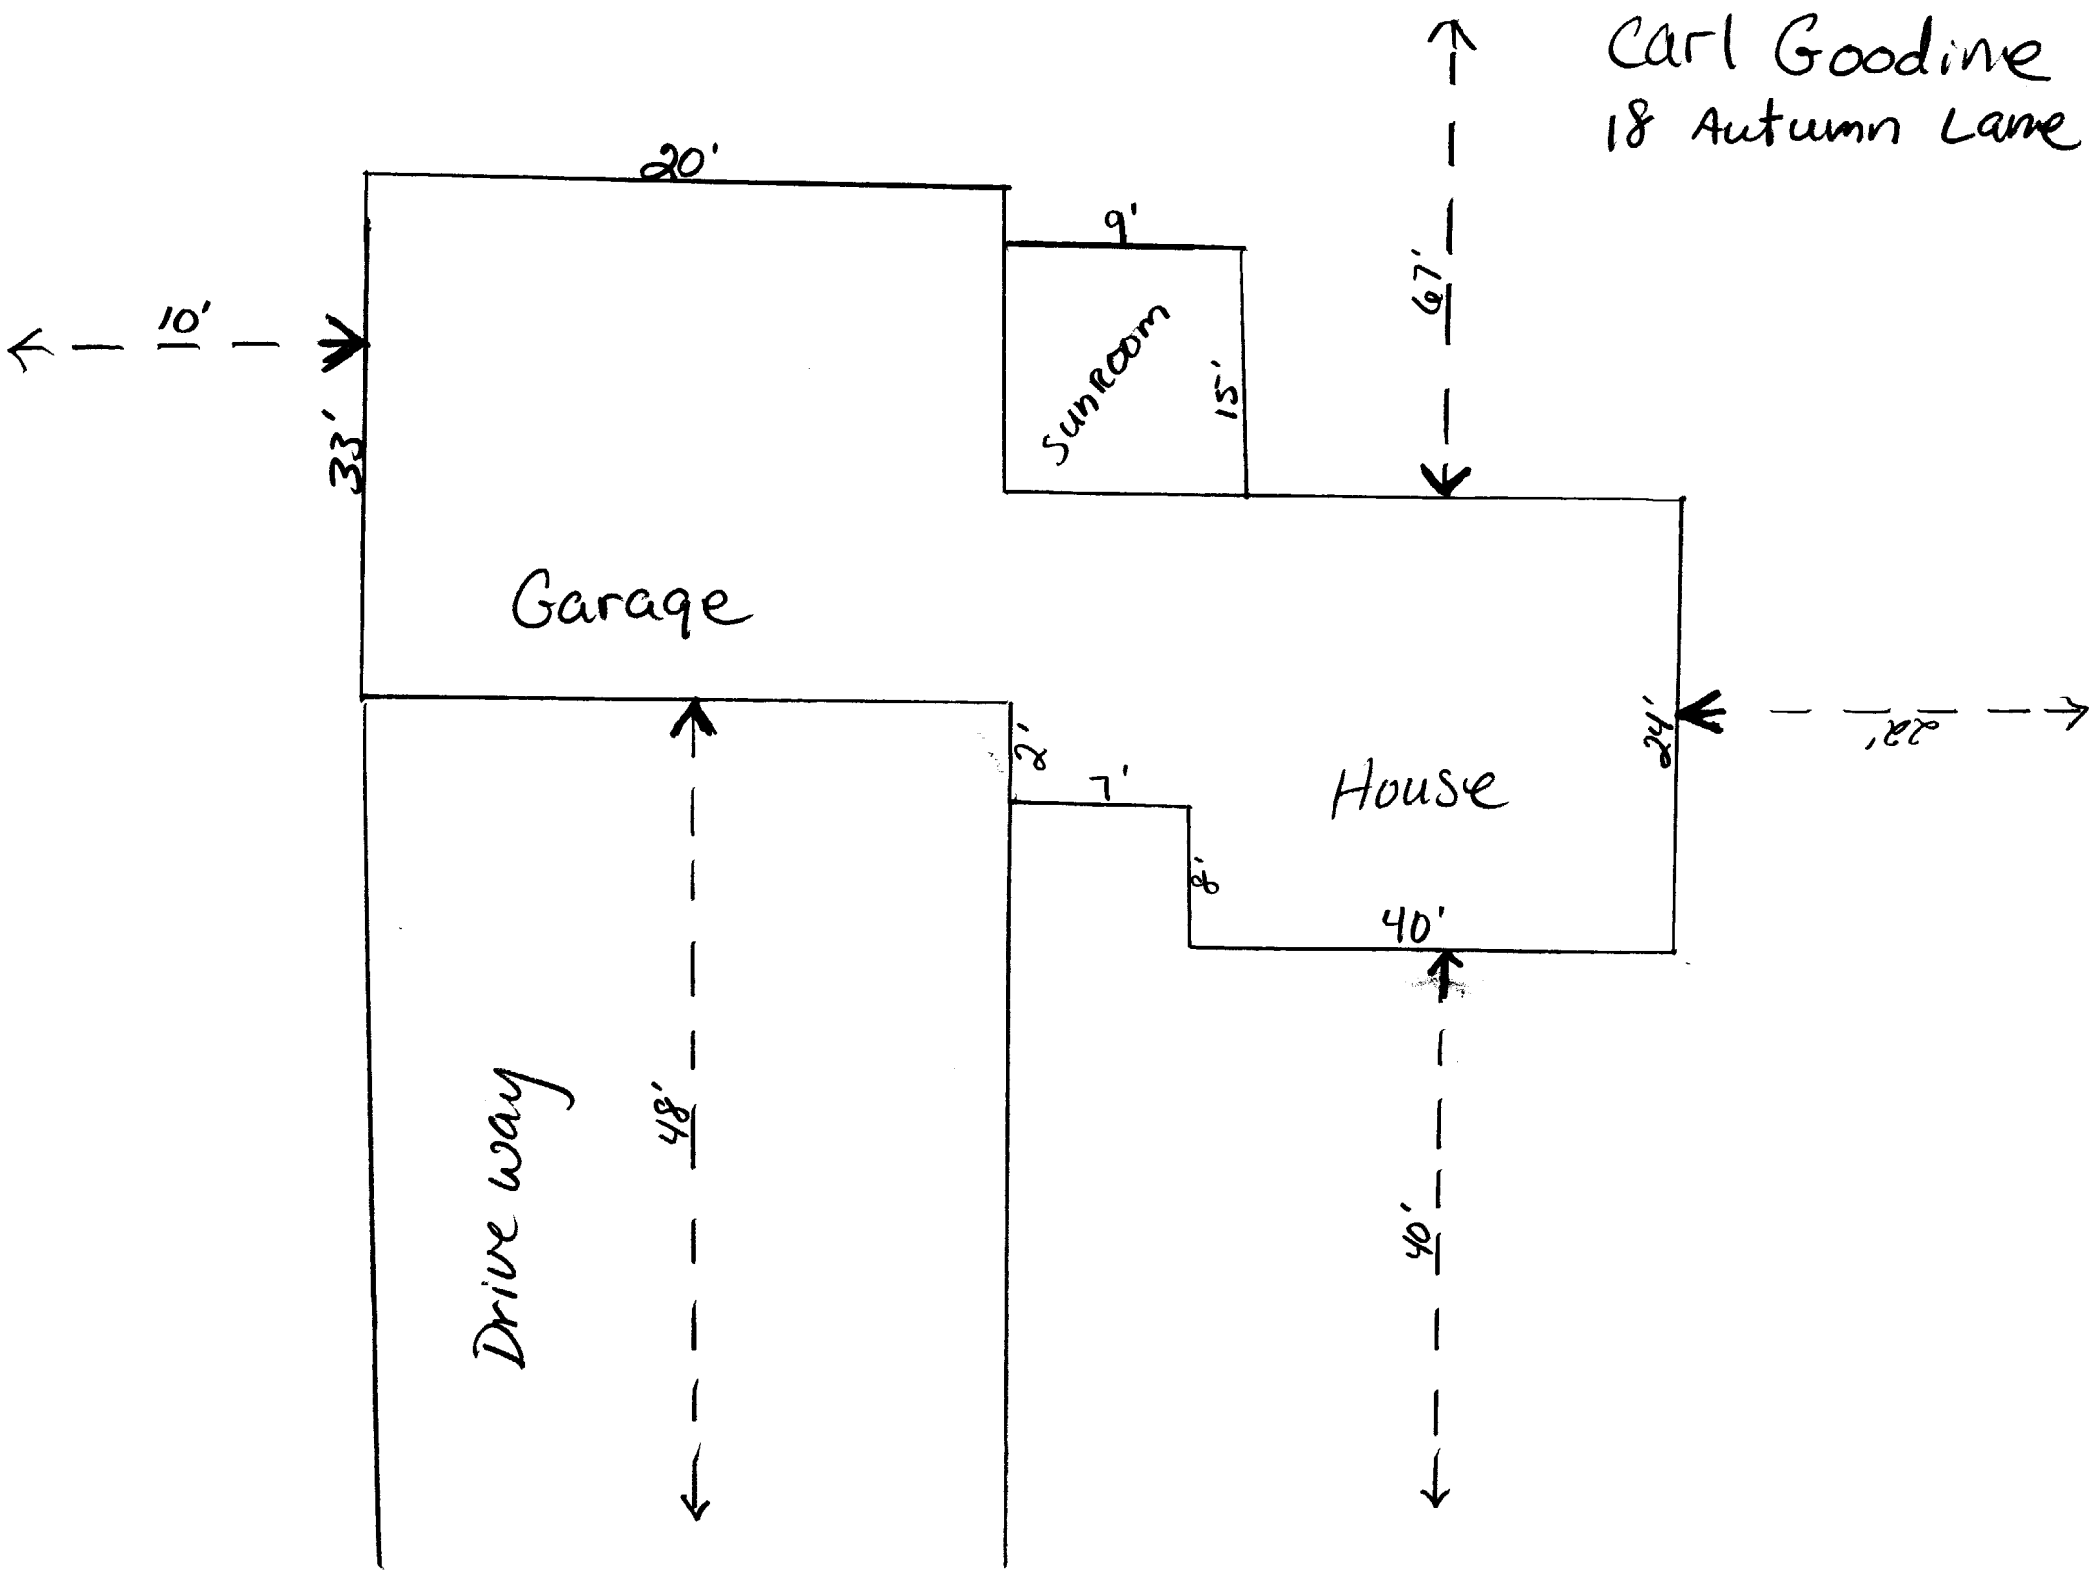 Carl Goodine
18 Autumn Lane
20'
9'
10'
67'
Sunroom
15'
33'
Garage
2'
7'
24'
22'
House
8'
40'
Drive way
48'
40'